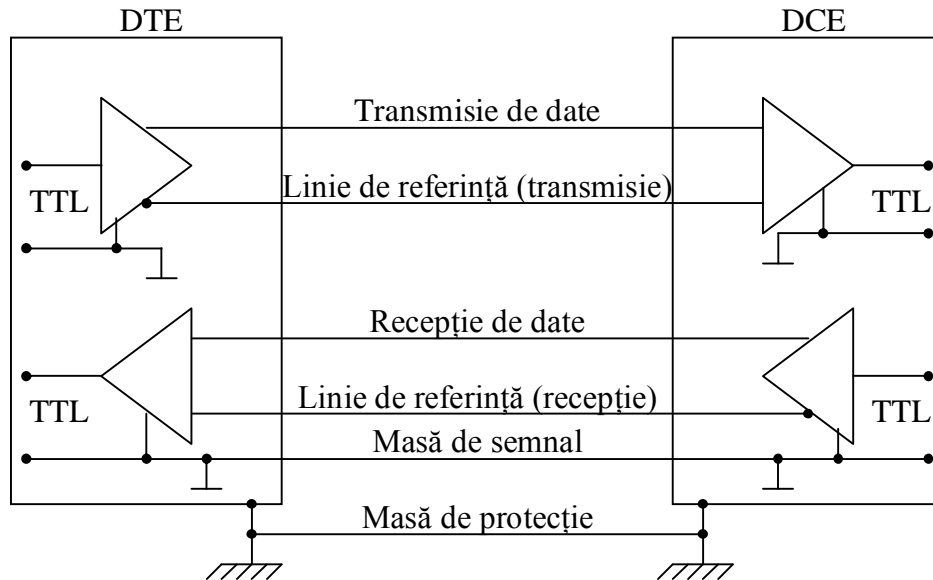 DTE DCE
Transmisie de date
Linie de referință (transmisie)
TTL TTL
Recepție de date
Linie de referință (recepție)
TTL TTL
Masă de semnal
Masă de protecție